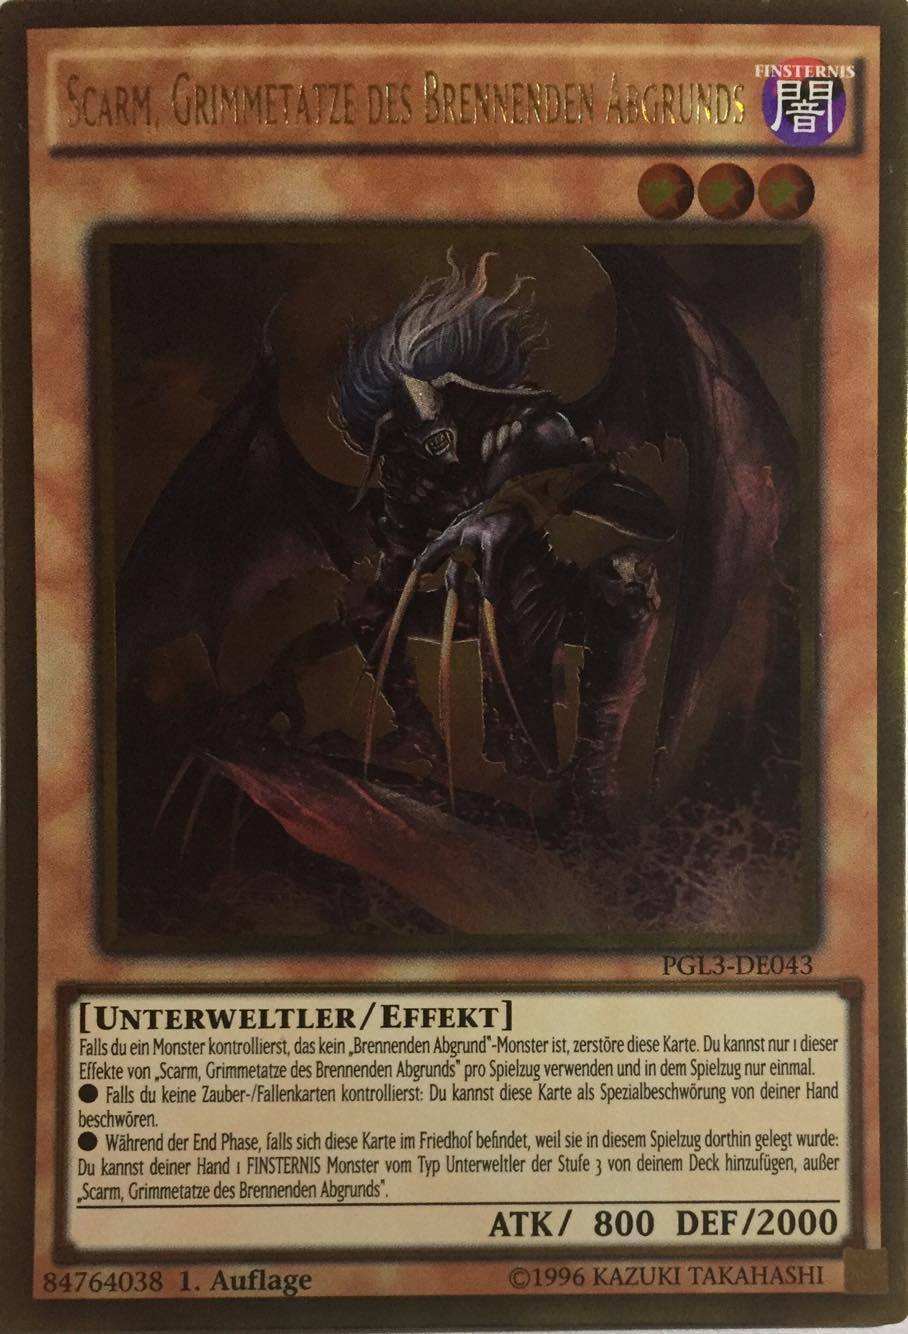 SCARM, GRIMMETATZE DES BRENNENDEN ABGRUNDS
FINSTERNIS
闇
PGL3-DE043
[UNTERWELTLER/EFFEKT]
Falls du ein Monster kontrollierst, das kein „Brennenden Abgrund"-Monster ist, zerstöre diese Karte. Du kannst nur 1 dieser
Effekte von „Scarm, Grimmetatze des Brennenden Abgrunds" pro Spielzug verwenden und in dem Spielzug nur einmal.
● Falls du keine Zauber-/Fallenkarten kontrollierst: Du kannst diese Karte als Spezialbeschwörung von deiner Hand
beschwören.
● Während der End Phase, falls sich diese Karte im Friedhof befindet, weil sie in diesem Spielzug dorthin gelegt wurde:
Du kannst deiner Hand 1 FINSTERNIS Monster vom Typ Unterweltler der Stufe 3 von deinem Deck hinzufügen, außer
„Scarm, Grimmetatze des Brennenden Abgrunds".
ATK/ 800 DEF/2000
84764038 1. Auflage ©1996 KAZUKI TAKAHASHI